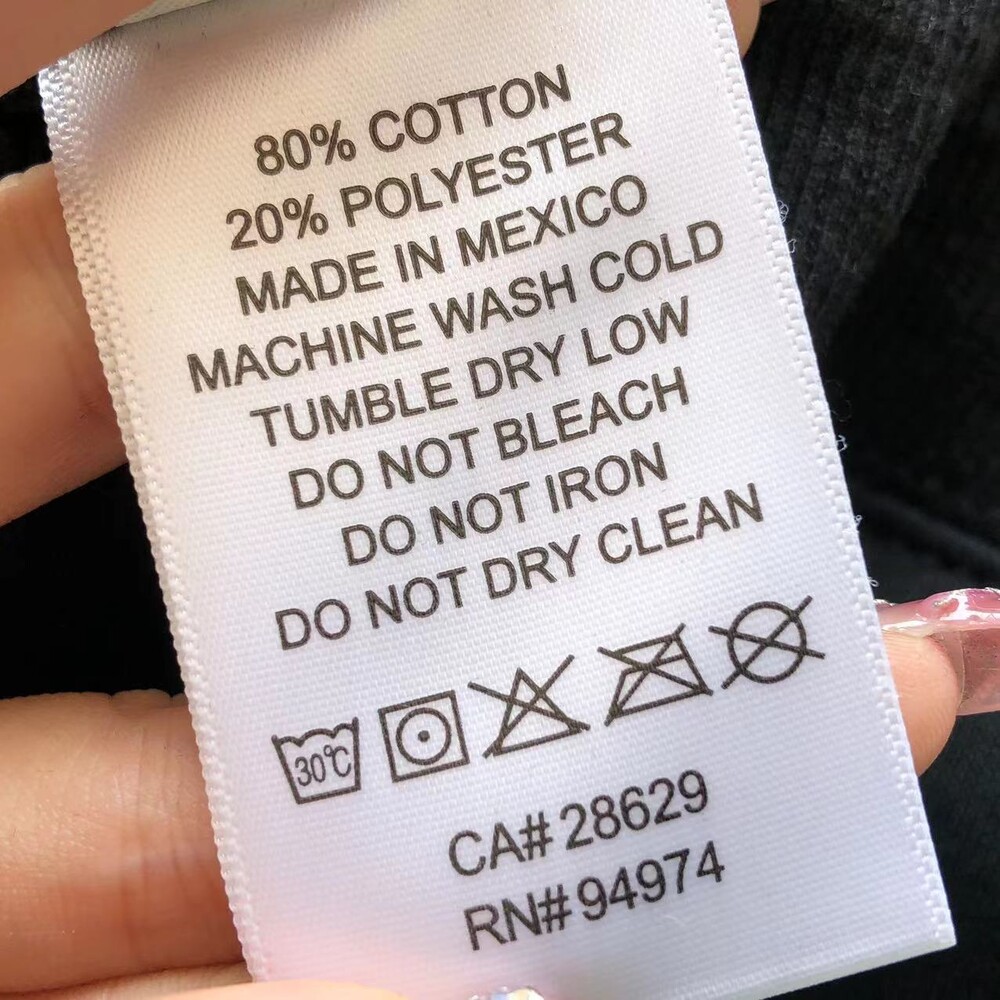 80% COTTON
20% POLYESTER
MADE IN MEXICO
MACHINE WASH COLD
TUMBLE DRY LOW
DO NOT BLEACH
DO NOT IRON
DO NOT DRY CLEAN
30°C
CA# 28629
RN# 94974